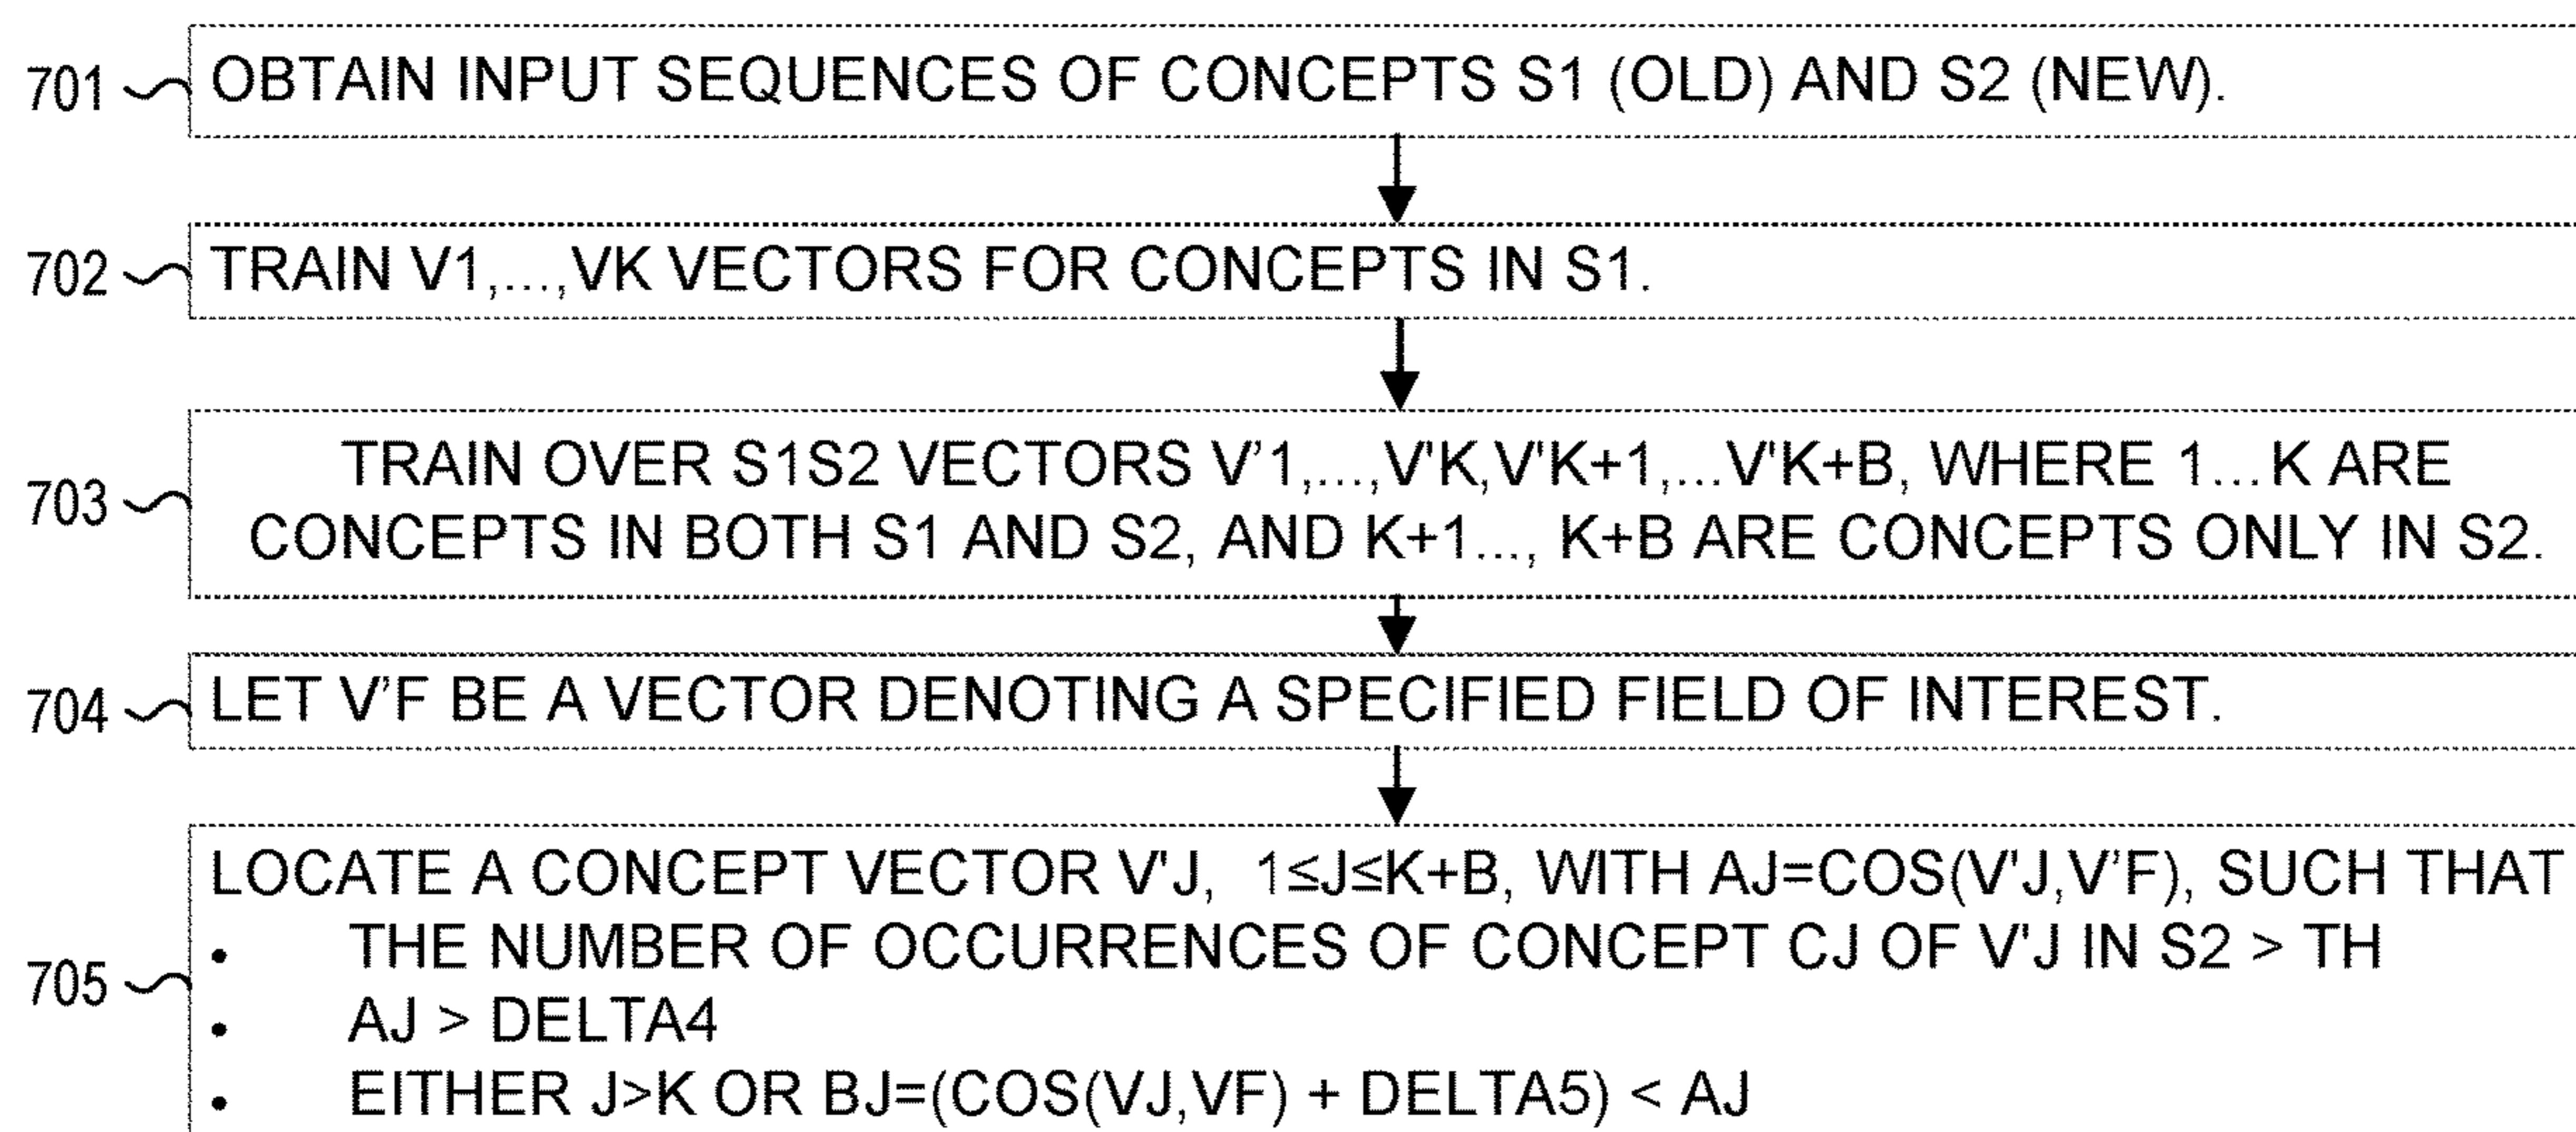 701 OBTAIN INPUT SEQUENCES OF CONCEPTS S1 (OLD) AND S2 (NEW).
702 TRAIN V1,...,VK VECTORS FOR CONCEPTS IN S1.
TRAIN OVER S1S2 VECTORS V'1,...,V'K,V'K+1,...V'K+B, WHERE 1...K ARE
703 CONCEPTS IN BOTH S1 AND S2, AND K+1..., K+B ARE CONCEPTS ONLY IN S2.
704 LET V'F BE A VECTOR DENOTING A SPECIFIED FIELD OF INTEREST.
LOCATE A CONCEPT VECTOR V'J, 1≤J≤K+B, WITH AJ=COS(V'J,V'F), SUCH THAT
• THE NUMBER OF OCCURRENCES OF CONCEPT CJ OF V'J IN S2 > TH
705
• AJ > DELTA4
• EITHER J>K OR BJ=(COS(VJ,VF) + DELTA5) < AJ